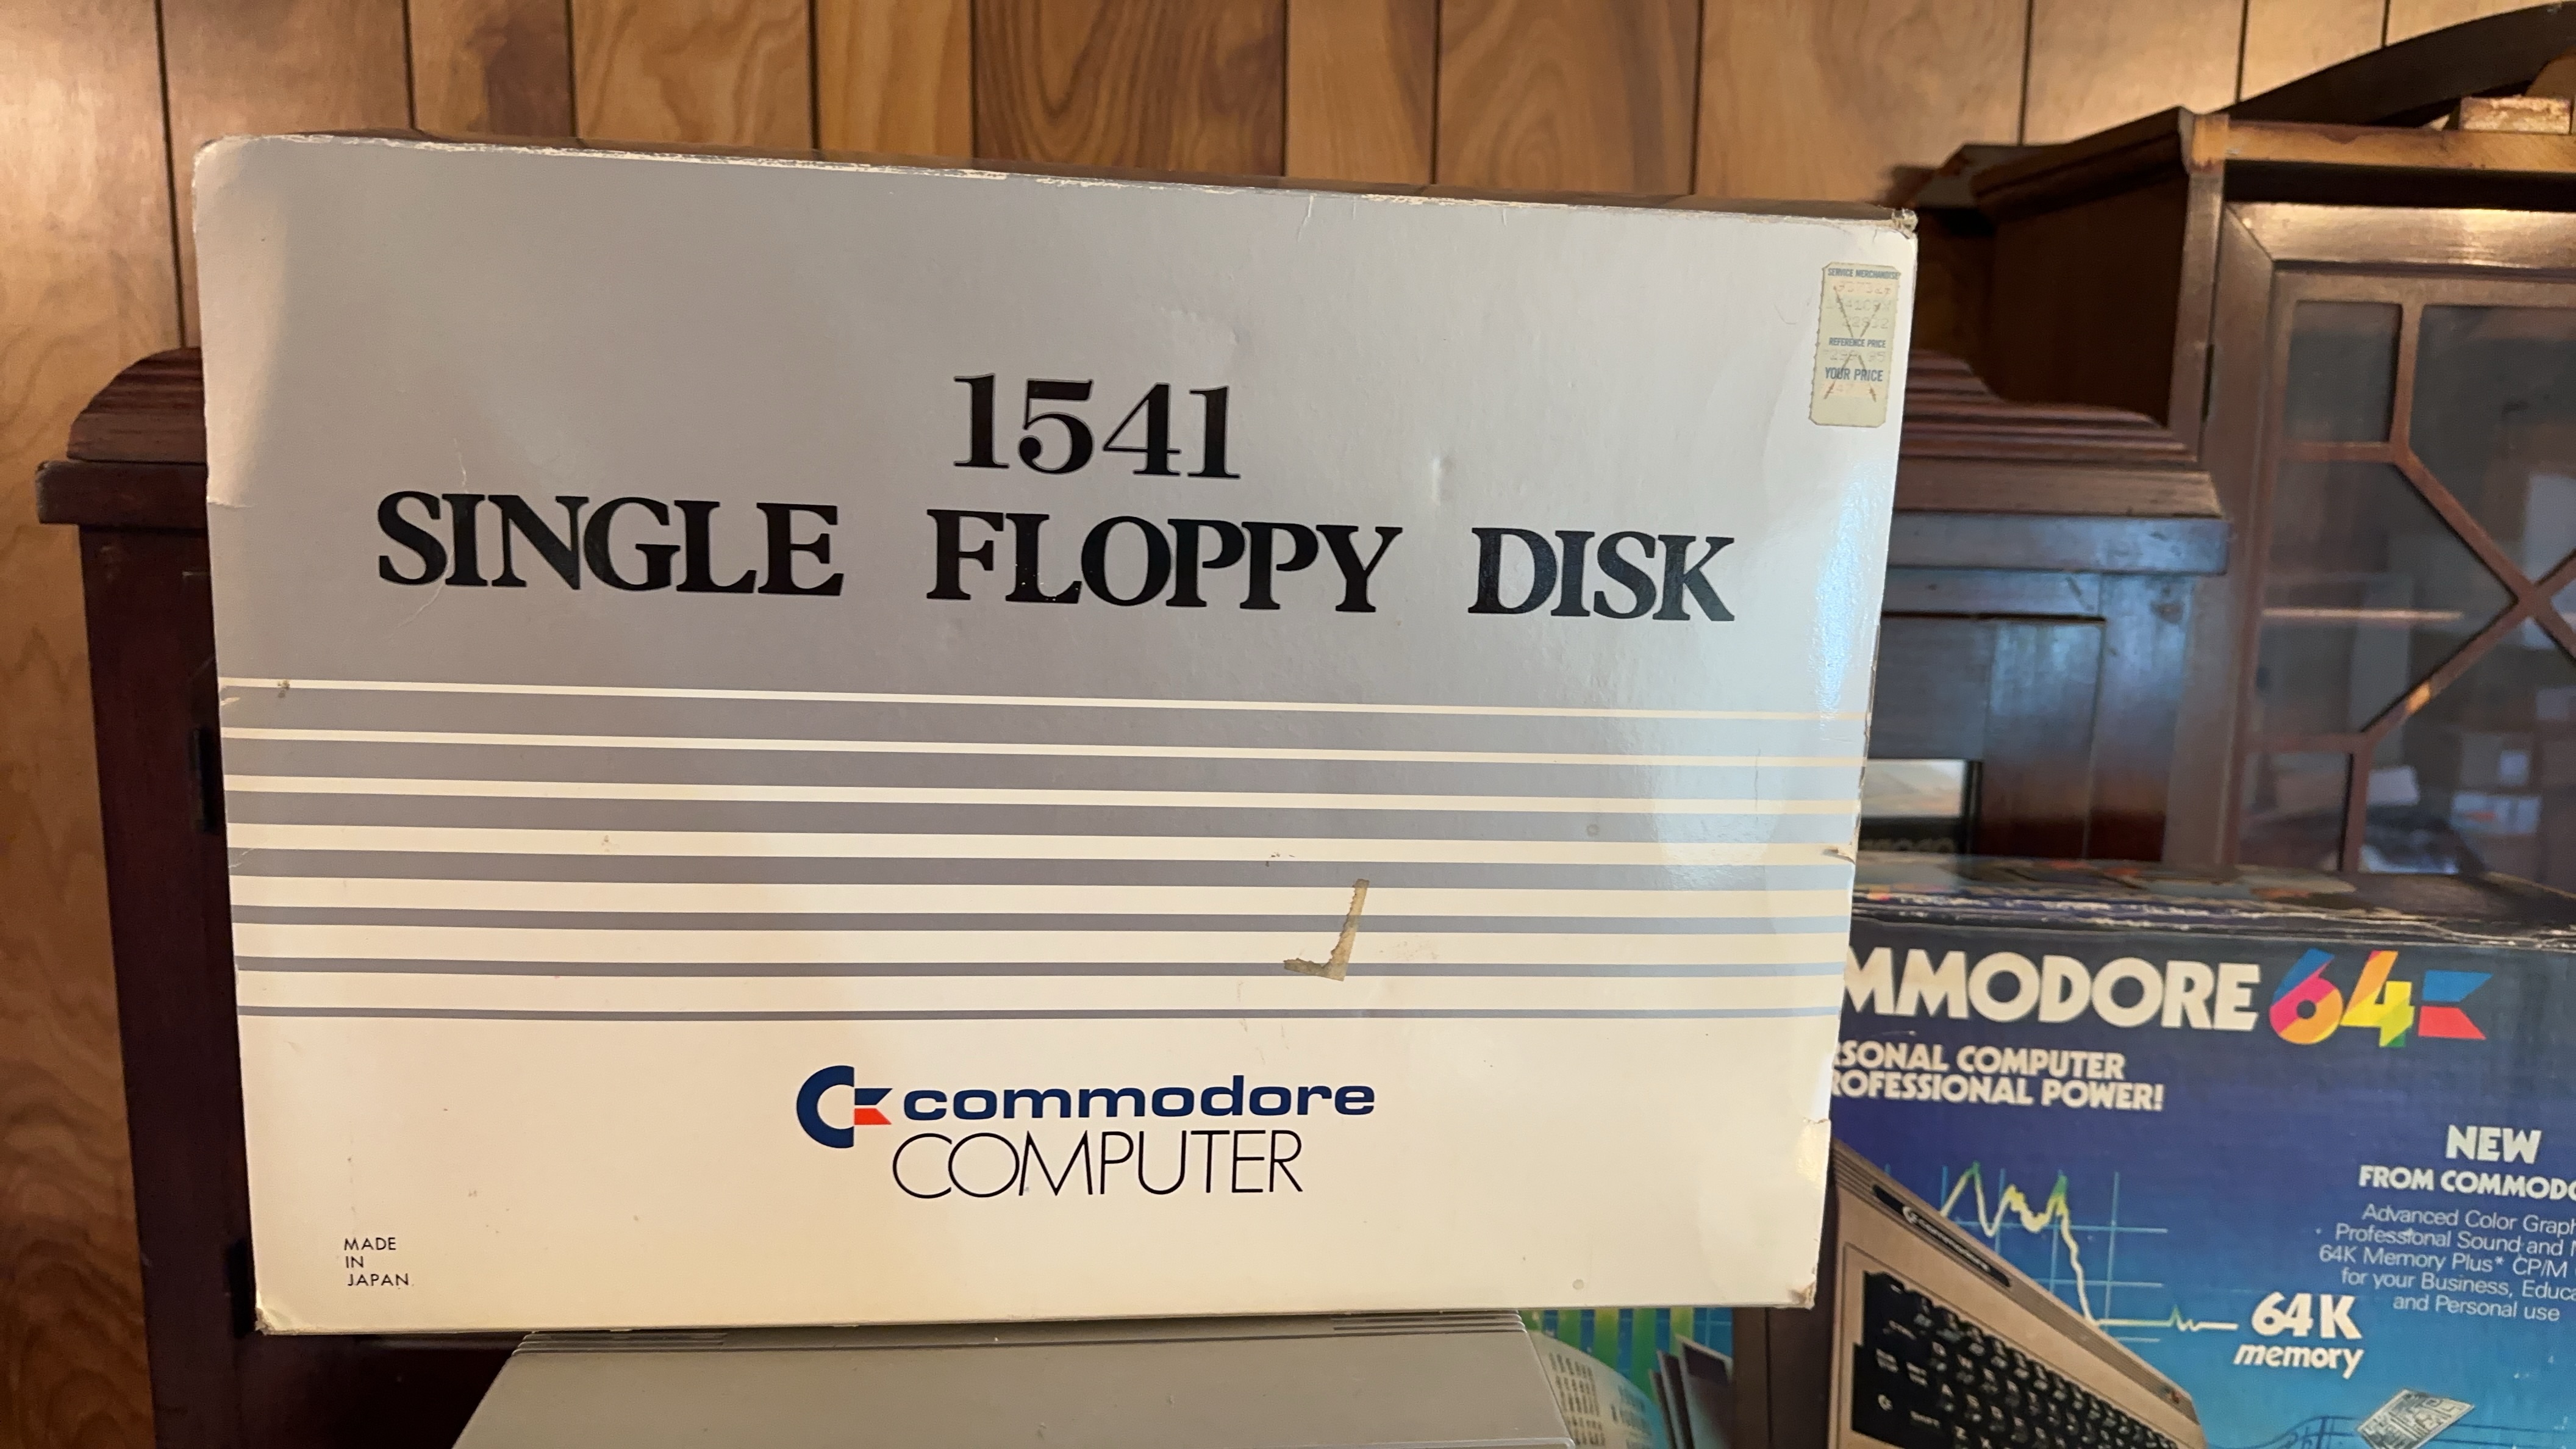 1541
SINGLE FLOPPY DISK
commodore
COMPUTER
MADE
IN
JAPAN
SERVICE MERCHANDISE
REFERENCE PRICE
YOUR PRICE
MMODORE 64
RSONAL COMPUTER
ROFESSIONAL POWER!
NEW
FROM COMMODO
Advanced Color Graph
Professional Sound and
64K Memory Plus* CP/M
for your Business, Educa
and Personal use
64K
memory
commodore